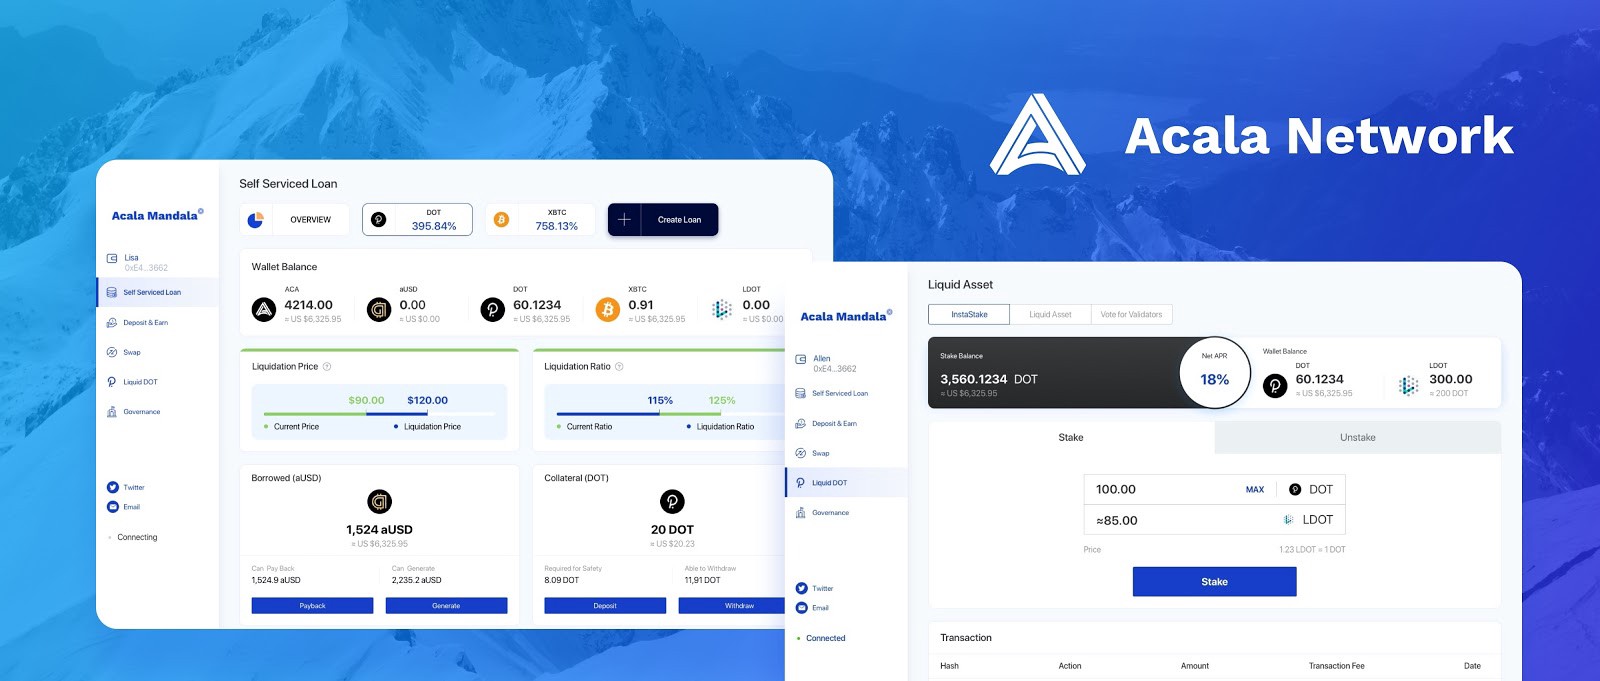 Acala Network
Self Serviced Loan
Acala Mandala
OVERVIEW
DOT
395.84%
XBTC
758.13%
Create Loan
Lisa
0xE4...3662
Self Serviced Loan
Deposit & Earn
Swap
Liquid DOT
Governance
Twitter
Email
Connecting
Wallet Balance
ACA
4214.00
≈ US $6,325.95
aUSD
0.00
≈ US $0.00
DOT
60.1234
≈ US $6,325.95
XBTC
0.91
≈ US $6,325.95
LDOT
0.00
≈ US $0.00
Liquidation Price
$90.00 $120.00
Current Price Liquidation Price
Liquidation Ratio
115% 125%
Current Ratio Liquidation Ratio
Borrowed (aUSD)
1,524 aUSD
≈ US $6,325.95
Can Pay Back
1,524.9 aUSD
Can Generate
2,235.2 aUSD
Payback
Generate
Collateral (DOT)
20 DOT
≈ US $20.23
Required for Safety
8.09 DOT
Able to Withdraw
11,91 DOT
Deposit
Withdraw
Liquid Asset
Acala Mandala
InstaStake
Liquid Asset
Vote for Validators
Allen
0xE4...3662
Self Serviced Loan
Deposit & Earn
Swap
Liquid DOT
Governance
Twitter
Email
Connected
Stake Balance
3,560.1234 DOT
≈ US $6,325.95
Net APR
18%
Wallet Balance
DOT
60.1234
≈ US $6,325.95
LDOT
300.00
≈ 200 DOT
Stake
Unstake
100.00 MAX DOT
≈85.00 LDOT
Price 1.23 LDOT = 1 DOT
Stake
Transaction
Hash Action Amount Transaction Fee Date